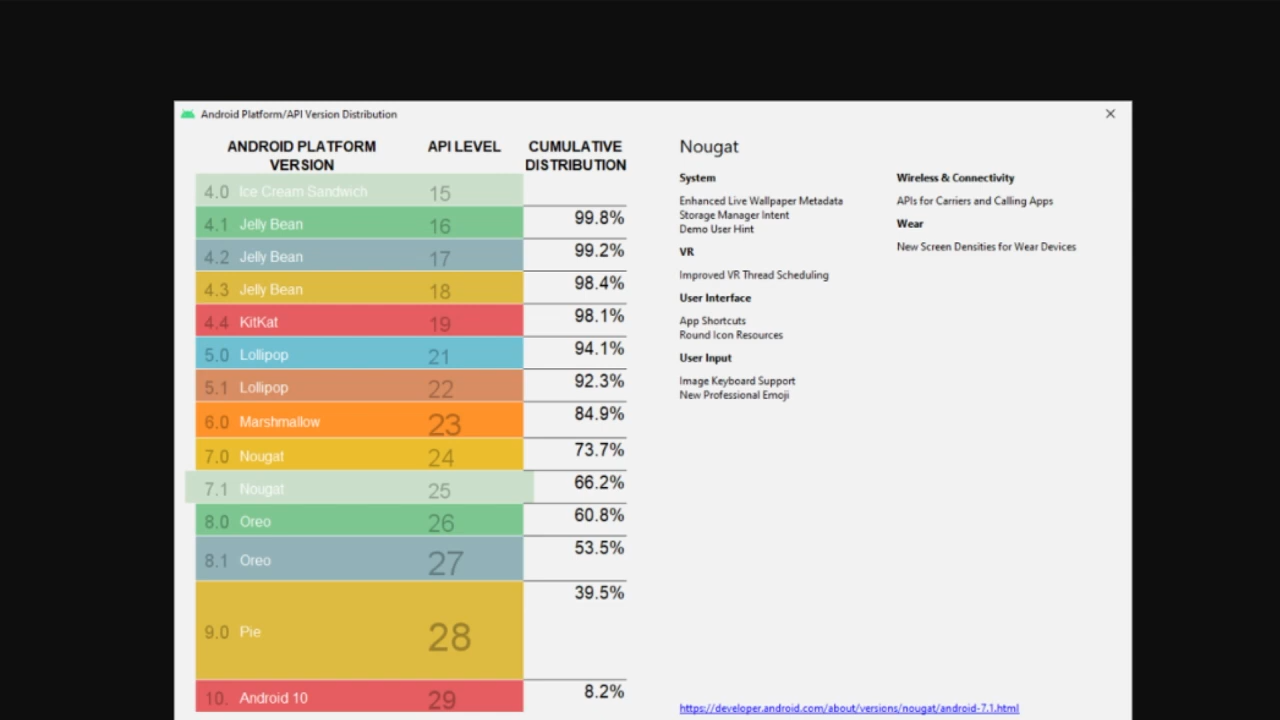 Android Platform/API Version Distribution
ANDROID PLATFORM VERSION
API LEVEL
CUMULATIVE DISTRIBUTION
4.0 Ice Cream Sandwich 15
99.8%
4.1 Jelly Bean 16
99.2%
4.2 Jelly Bean 17
98.4%
4.3 Jelly Bean 18
98.1%
4.4 KitKat 19
94.1%
5.0 Lollipop 21
92.3%
5.1 Lollipop 22
84.9%
6.0 Marshmallow 23
73.7%
7.0 Nougat 24
66.2%
7.1 Nougat 25
60.8%
8.0 Oreo 26
53.5%
8.1 Oreo 27
39.5%
9.0 Pie 28
8.2%
10. Android 10 29
Nougat
System
Enhanced Live Wallpaper Metadata
Storage Manager Intent
Demo User Hint
VR
Improved VR Thread Scheduling
User Interface
App Shortcuts
Round Icon Resources
User Input
Image Keyboard Support
New Professional Emoji
Wireless & Connectivity
APIs for Carriers and Calling Apps
Wear
New Screen Densities for Wear Devices
https://developer.android.com/about/versions/nougat/android-7.1.html